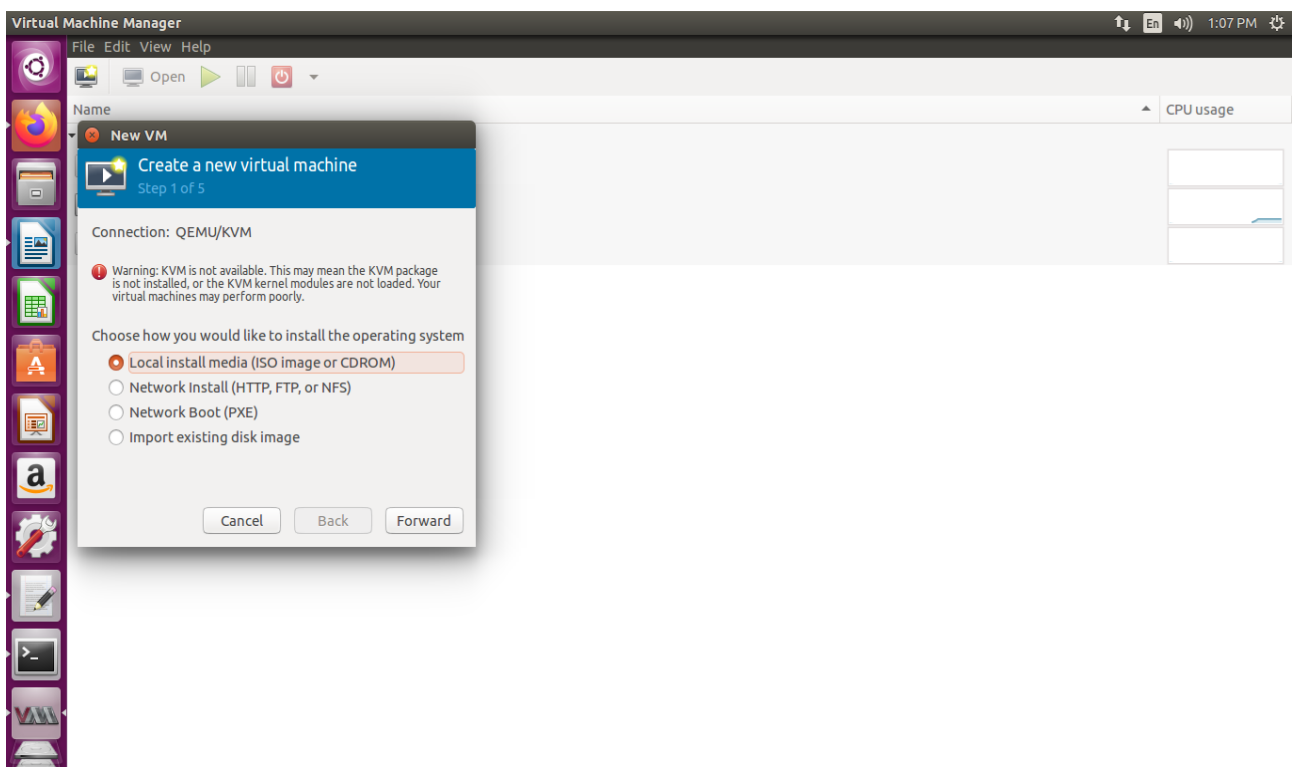 Virtual Machine Manager
En 1:07 PM
File Edit View Help
Open
Name
CPU usage
New VM
Create a new virtual machine
Step 1 of 5
Connection: QEMU/KVM
Warning: KVM is not available. This may mean the KVM package
is not installed, or the KVM kernel modules are not loaded. Your
virtual machines may perform poorly.
Choose how you would like to install the operating system
Local install media (ISO image or CDROM)
Network Install (HTTP, FTP, or NFS)
Network Boot (PXE)
Import existing disk image
Cancel
Back
Forward